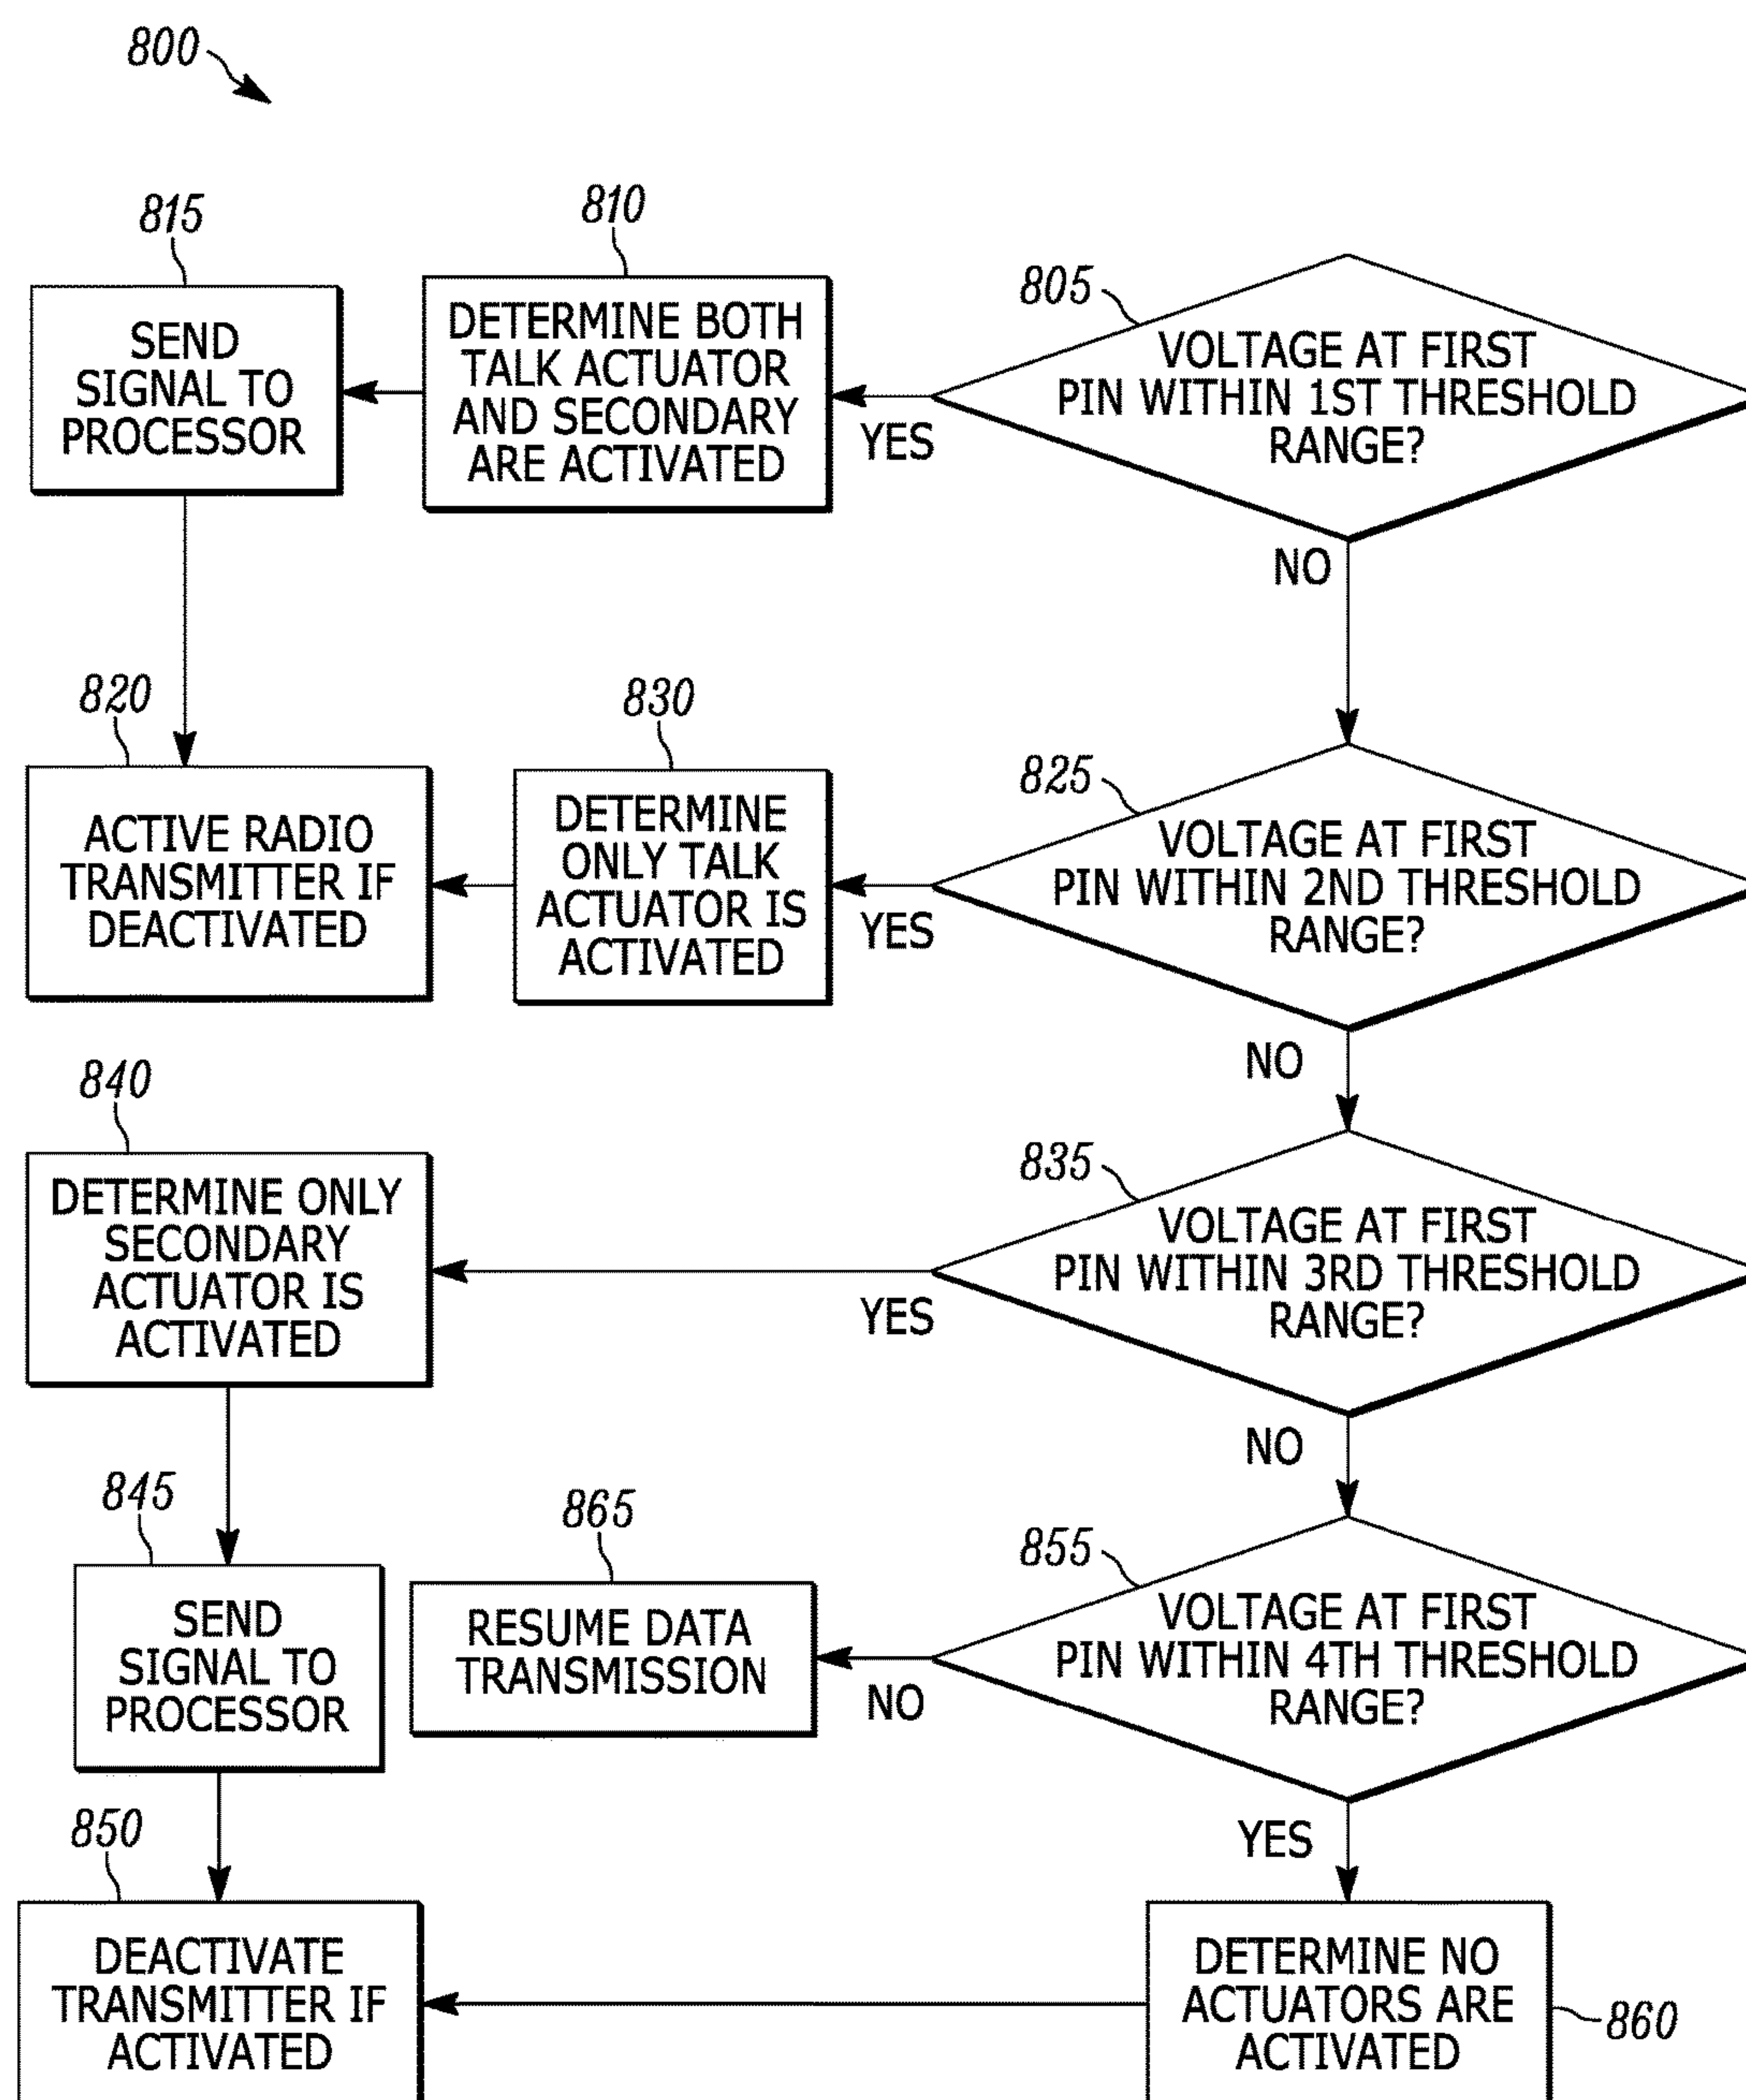 800
815
SEND
SIGNAL TO
PROCESSOR
810
DETERMINE BOTH
TALK ACTUATOR
AND SECONDARY
ARE ACTIVATED
805
VOLTAGE AT FIRST
PIN WITHIN 1ST THRESHOLD
RANGE?
YES
NO
820
ACTIVE RADIO
TRANSMITTER IF
DEACTIVATED
830
DETERMINE
ONLY TALK
ACTUATOR IS
ACTIVATED
825
VOLTAGE AT FIRST
PIN WITHIN 2ND THRESHOLD
RANGE?
YES
NO
840
DETERMINE ONLY
SECONDARY
ACTUATOR IS
ACTIVATED
835
VOLTAGE AT FIRST
PIN WITHIN 3RD THRESHOLD
RANGE?
YES
NO
845
SEND
SIGNAL TO
PROCESSOR
865
RESUME DATA
TRANSMISSION
855
VOLTAGE AT FIRST
PIN WITHIN 4TH THRESHOLD
RANGE?
NO
YES
850
DEACTIVATE
TRANSMITTER IF
ACTIVATED
DETERMINE NO
ACTUATORS ARE
ACTIVATED
860